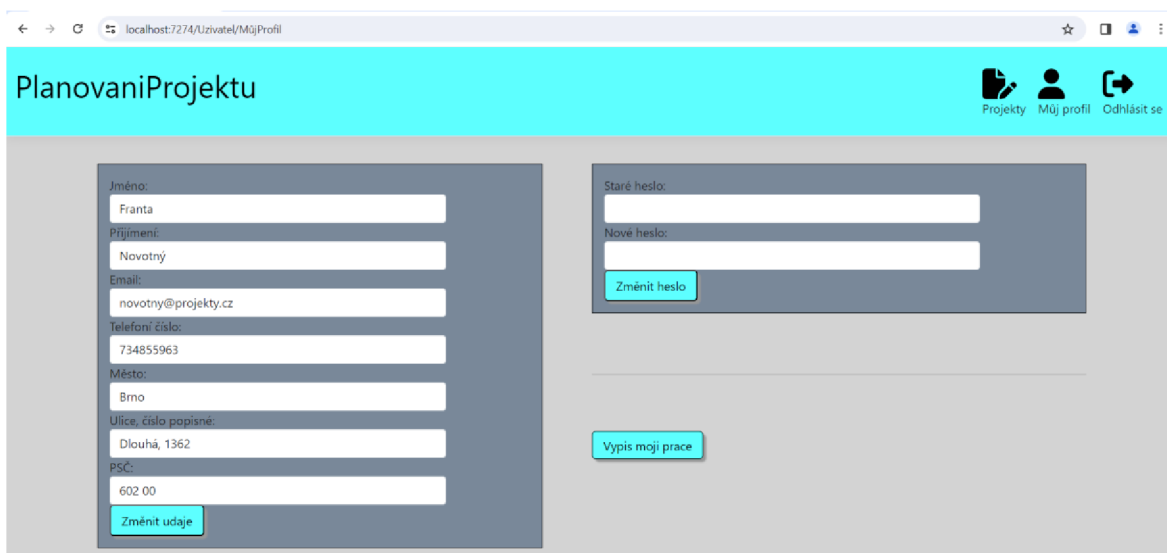 localhost:7274/Uzivatel/MůjProfil
PlanovaniProjektu
Projekty Můj profil Odhlásit se
Jméno:
Franta
Příjmení:
Novotný
Email:
novotny@projekty.cz
Telefoní číslo:
734855963
Město:
Brno
Ulice, číslo popisné:
Dlouhá, 1362
PSČ:
602 00
Změnit udaje
Staré heslo:
Nové heslo:
Změnit heslo
Vypis moji prace